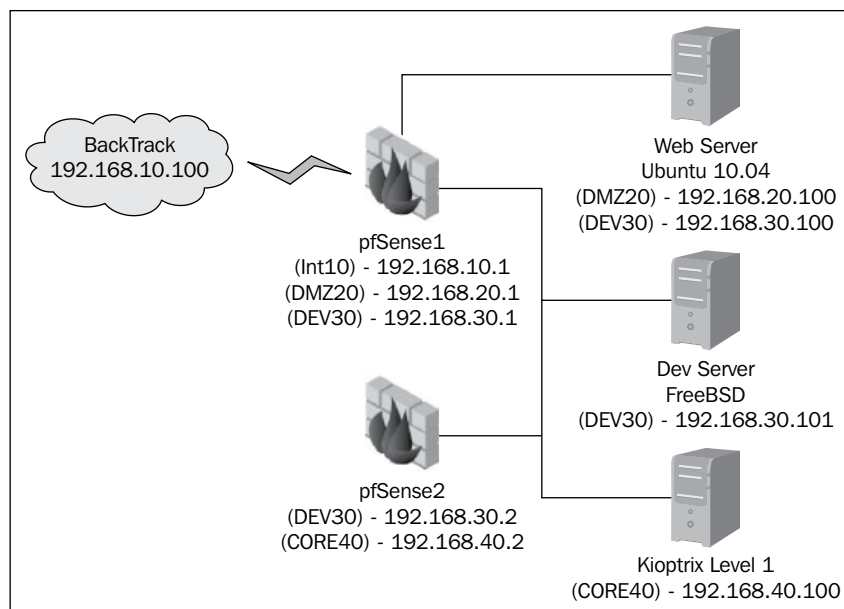 BackTrack
192.168.10.100
pfSense1
(Int10) - 192.168.10.1
(DMZ20) - 192.168.20.1
(DEV30) - 192.168.30.1
Web Server
Ubuntu 10.04
(DMZ20) - 192.168.20.100
(DEV30) - 192.168.30.100
Dev Server
FreeBSD
(DEV30) - 192.168.30.101
pfSense2
(DEV30) - 192.168.30.2
(CORE40) - 192.168.40.2
Kioptrix Level 1
(CORE40) - 192.168.40.100